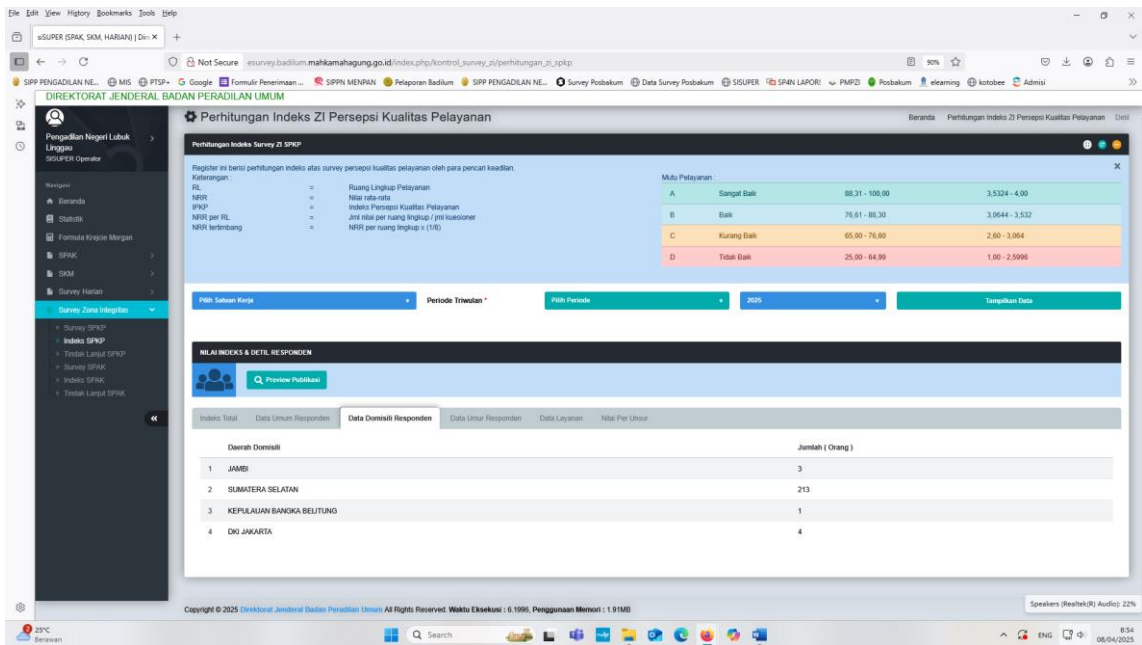 File Edit View History Bookmarks Tools Help
SISUPER (SPAK, SKM, HARIAN) | Dir
Not Secure esurvey.badilum.mahkamahagung.go.id/index.php/kontrol_survey_zi/perhitungan_zi_spkp 90%
SIPP PENGADILAN NE... MIS PTSP+ Google Formulir Penerimaan ... SIPPN MENPAN Pelaporan Badilum SIPP PENGADILAN NE... Survey Posbakum Data Survey Posbakum SISUPER SP4N LAPOR! PMPZI Posbakum elearning kotobee Admisi
DIREKTORAT JENDERAL BADAN PERADILAN UMUM
Pengadilan Negeri Lubuk Linggau
SISUPER Operator
Navigasi
Beranda
Statistik
Formula Krejcie Morgan
SPAK
SKM
Survey Harian
Survey Zona Integritas
Survey SPKP
Indeks SPKP
Tindak Lanjut SPKP
Survey SPAK
Indeks SPAK
Tindak Lanjut SPAK
Perhitungan Indeks ZI Persepsi Kualitas Pelayanan
Beranda Perhitungan Indeks ZI Persepsi Kualitas Pelayanan Detil
Perhitungan Indeks Survey ZI SPKP
Register ini berisi perhitungan indeks atas survey persepsi kualitas pelayanan oleh para pencari keadilan.
Keterangan :
RL = Ruang Lingkup Pelayanan
NRR = Nilai rata-rata
IPKP = Indeks Persepsi Kualitas Pelayanan
NRR per RL = Jml nilai per ruang lingkup / jml kuesioner
NRR tertimbang = NRR per ruang lingkup x (1/8)
Mutu Pelayanan :
A Sangat Baik 88,31 - 100,00 3,5324 - 4,00
B Baik 76,61 - 88,30 3,0644 - 3,532
C Kurang Baik 65,00 - 76,60 2,60 - 3,064
D Tidak Baik 25,00 - 64,99 1,00 - 2,5996
Pilih Satuan Kerja Periode Triwulan * Pilih Periode 2025 Tampilkan Data
NILAI INDEKS & DETIL RESPONDEN
Preview Publikasi
Indeks Total Data Umum Responden Data Domisili Responden Data Umur Responden Data Layanan Nilai Per Unsur
Daerah Domisili Jumlah ( Orang )
1 JAMBI 3
2 SUMATERA SELATAN 213
3 KEPULAUAN BANGKA BELITUNG 1
4 DKI JAKARTA 4
Copyright © 2025 Direktorat Jenderal Badan Peradilan Umum All Rights Reserved. Waktu Eksekusi : 6.1996, Penggunaan Memori : 1.91MB
Speakers (Realtek(R) Audio): 22%
25°C
Berawan
Search
ENG
8:54
08/04/2025